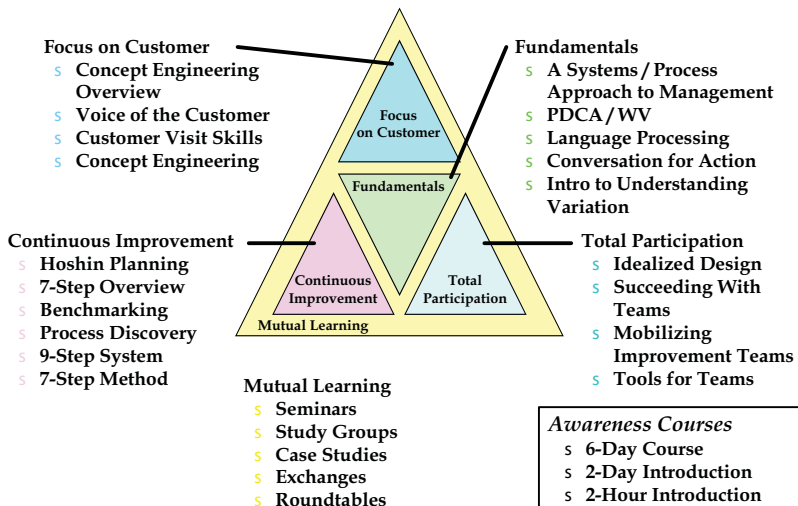 Focus on Customer
s Concept Engineering
Overview
s Voice of the Customer
s Customer Visit Skills
s Concept Engineering
Fundamentals
s A Systems / Process
Approach to Management
s PDCA / WV
s Language Processing
s Conversation for Action
s Intro to Understanding
Variation
Focus
on Customer
Fundamentals
Continuous
Improvement
Total
Participation
Mutual Learning
Continuous Improvement
s Hoshin Planning
s 7-Step Overview
s Benchmarking
s Process Discovery
s 9-Step System
s 7-Step Method
Total Participation
s Idealized Design
s Succeeding With
Teams
s Mobilizing
Improvement Teams
s Tools for Teams
Mutual Learning
s Seminars
s Study Groups
s Case Studies
s Exchanges
s Roundtables
Awareness Courses
s 6-Day Course
s 2-Day Introduction
s 2-Hour Introduction